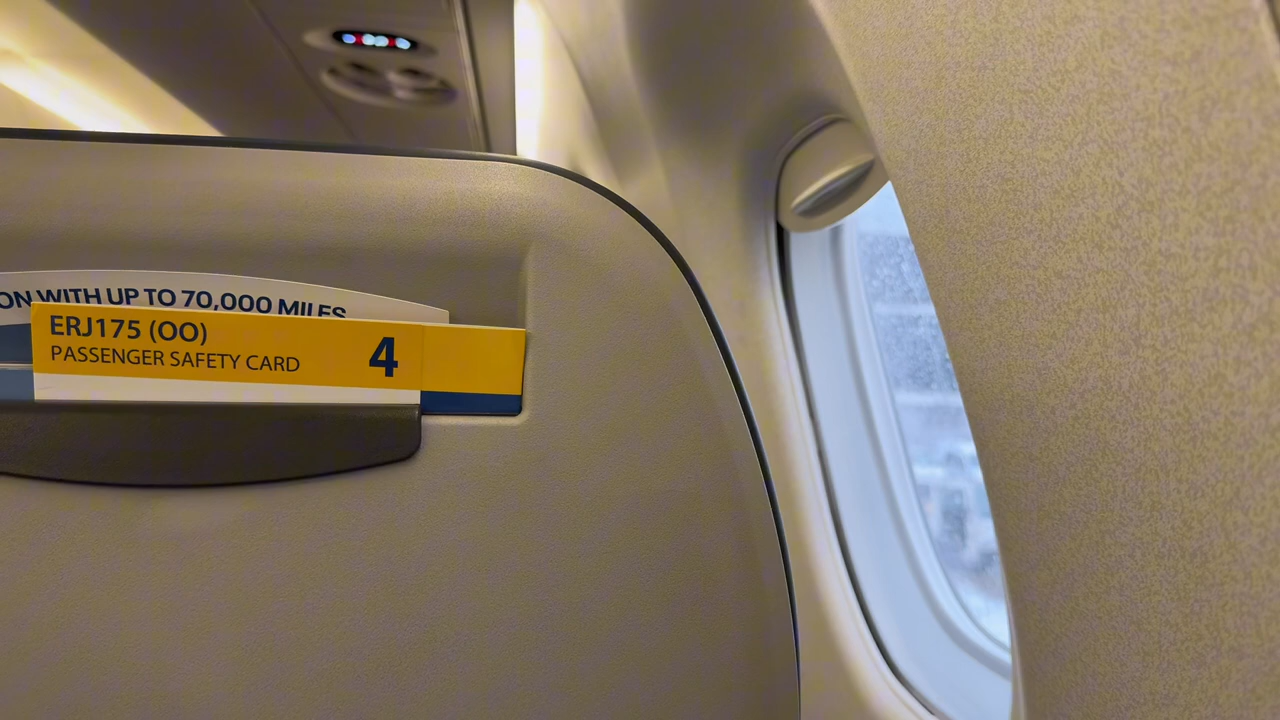 ON WITH UP TO 70,000 MILES
ERJ175 (OO)
PASSENGER SAFETY CARD
4